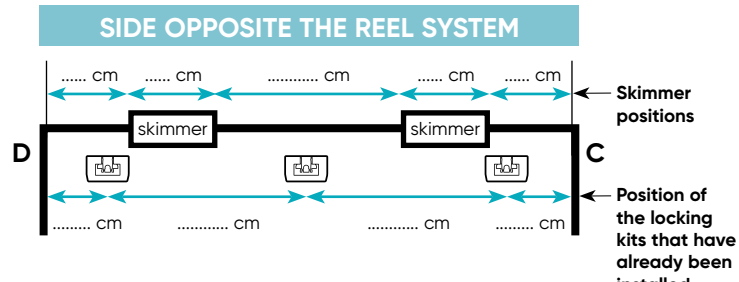 SIDE OPPOSITE THE REEL SYSTEM
...... cm ...... cm ............ cm ...... cm ...... cm
Skimmer
positions
skimmer skimmer
D C
Position of
the locking
kits that have
already been
installed
.......... cm ............ cm ............ cm .......... cm